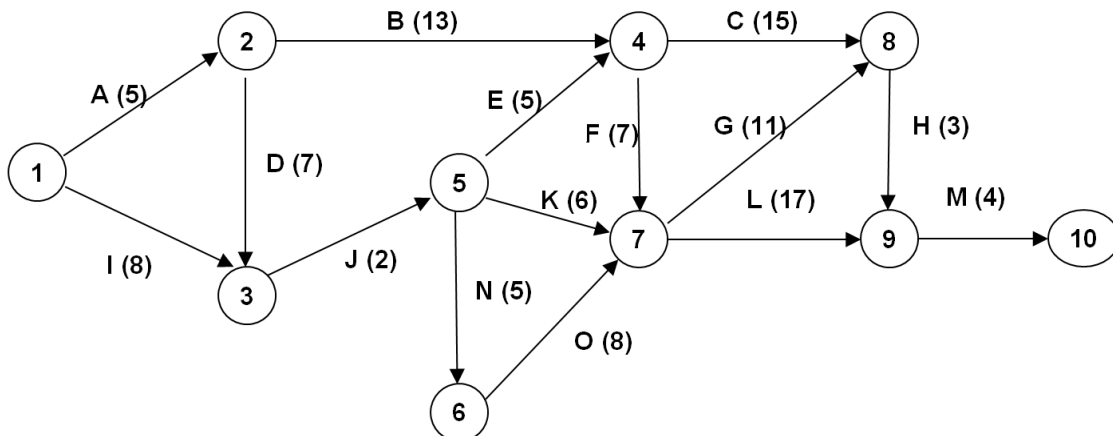 B (13)
C (15)
2
4
8
A (5)
E (5)
F (7)
G (11)
H (3)
1
D (7)
5
K (6)
L (17)
M (4)
7
9
10
I (8)
J (2)
3
N (5)
O (8)
6